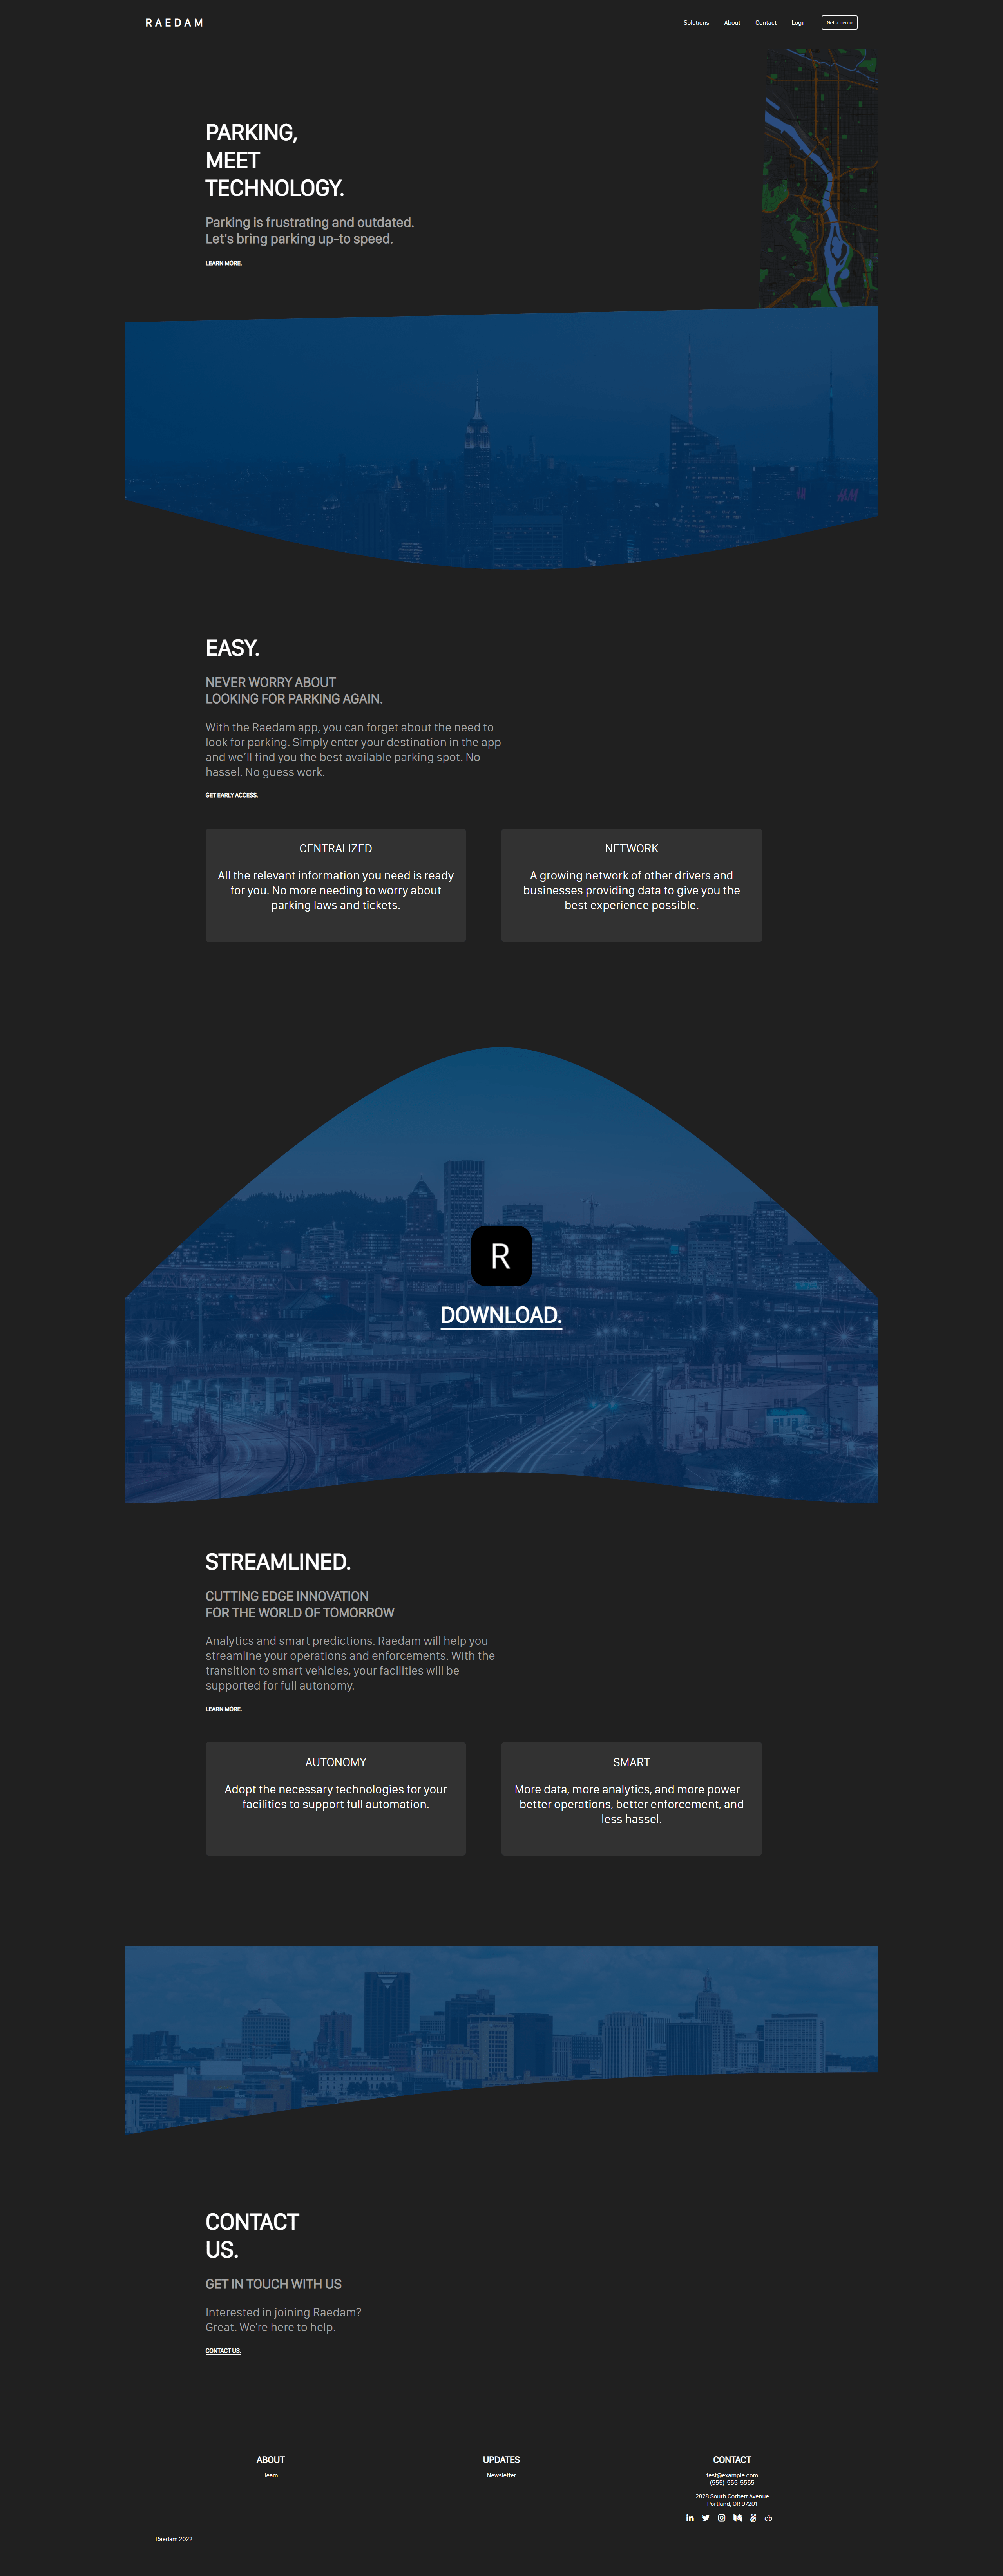 RAEDAM
Solutions
About
Contact
Login
Get a demo
PARKING,
MEET
TECHNOLOGY.
Parking is frustrating and outdated.
Let's bring parking up-to speed.
LEARN MORE.
H&M
EASY.
NEVER WORRY ABOUT
LOOKING FOR PARKING AGAIN.
With the Raedam app, you can forget about the need to
look for parking. Simply enter your destination in the app
and we'll find you the best available parking spot. No
hassel. No guess work.
GET EARLY ACCESS.
CENTRALIZED
All the relevant information you need is ready
for you. No more needing to worry about
parking laws and tickets.
NETWORK
A growing network of other drivers and
businesses providing data to give you the
best experience possible.
R
DOWNLOAD.
STREAMLINED.
CUTTING EDGE INNOVATION
FOR THE WORLD OF TOMORROW
Analytics and smart predictions. Raedam will help you
streamline your operations and enforcements. With the
transition to smart vehicles, your facilities will be
supported for full autonomy.
LEARN MORE.
AUTONOMY
Adopt the necessary technologies for your
facilities to support full automation.
SMART
More data, more analytics, and more power =
better operations, better enforcement, and
less hassel.
CONTACT
US.
GET IN TOUCH WITH US
Interested in joining Raedam?
Great. We're here to help.
CONTACT US.
ABOUT
Team
UPDATES
Newsletter
CONTACT
test@example.com
(555)-555-5555
2828 South Corbett Avenue
Portland, OR 97201
in
cb
Raedam 2022